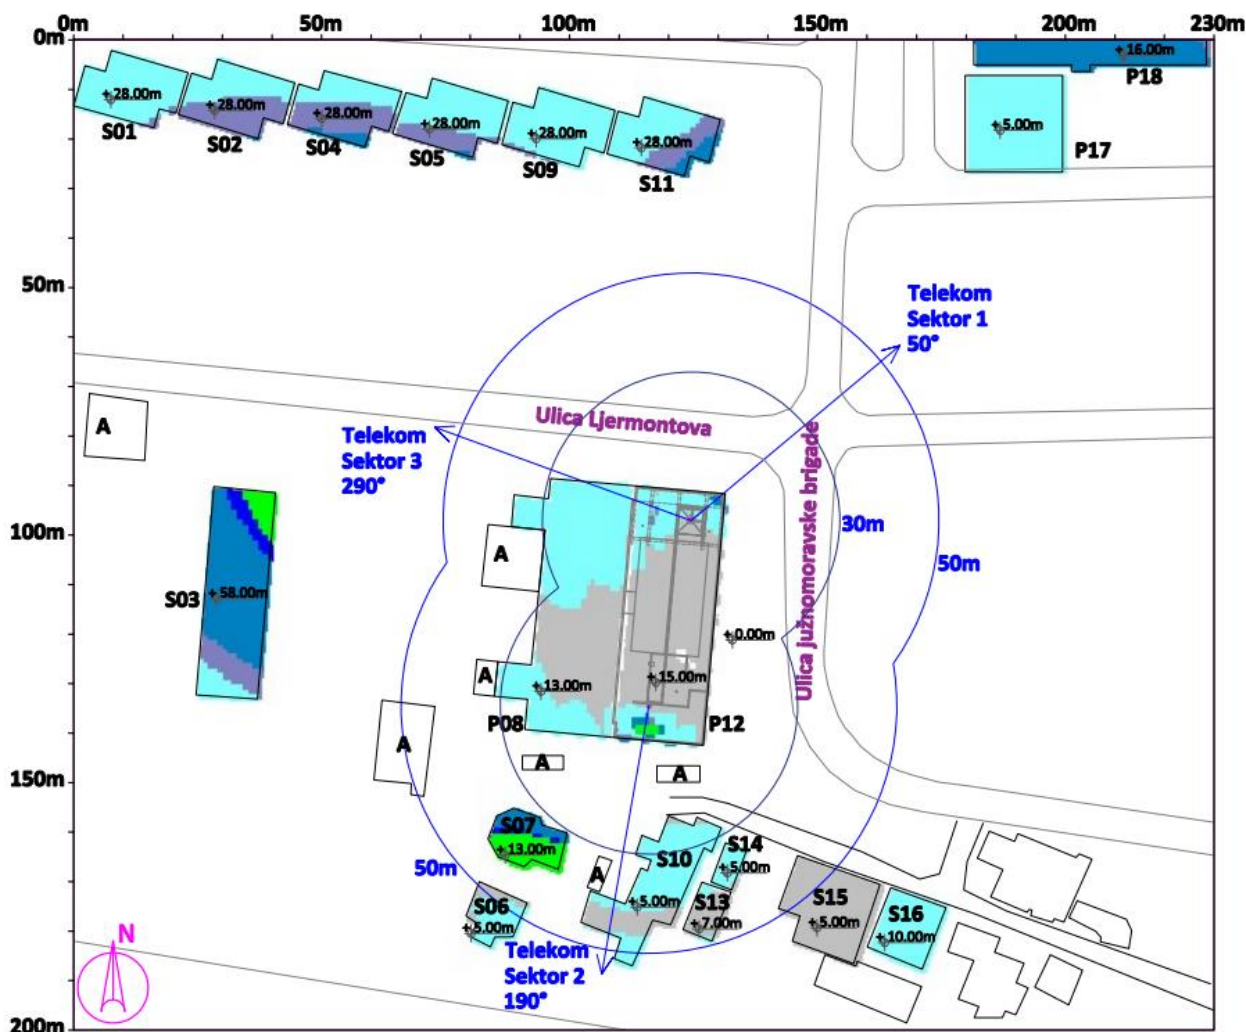 0m
50m
100m
150m
200m
230m
0m
+16.00m
P18
+28.00m
S01
+28.00m
S02
+28.00m
S04
+28.00m
S05
+28.00m
S09
+28.00m
S11
+5.00m
P17
50m
Telekom
Sektor 1
50°
A
Ulica Ljermontova
Telekom
Sektor 3
290°
Ulica južnomoravske brigade
30m
50m
100m
A
S03
+58.00m
+0.00m
A
+13.00m
+15.00m
P08
P12
A
A
A
150m
S07
+13.00m
50m
S10
+5.00m
S14
+5.00m
A
S06
+5.00m
S13
+7.00m
S15
+5.00m
S16
+10.00m
Telekom
Sektor 2
190°
N
200m